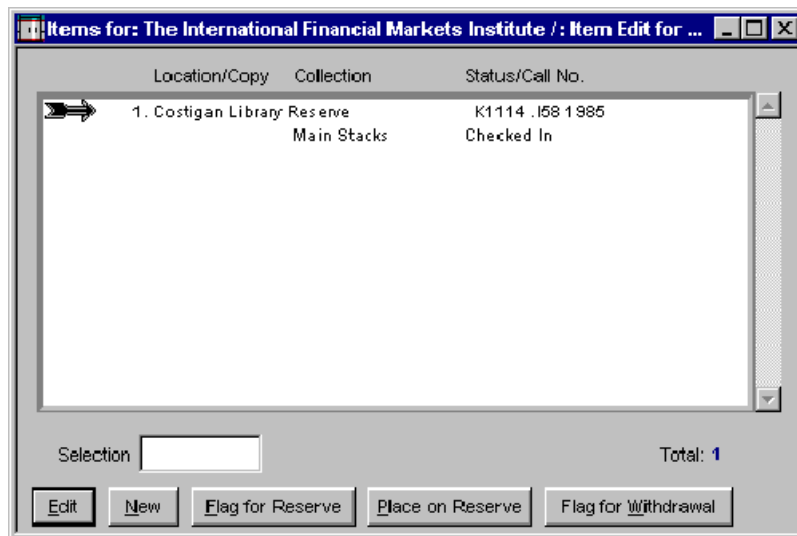 Items for: The International Financial Markets Institute /: Item Edit for ...
Location/Copy Collection Status/Call No.
1. Costigan Library Reserve K1114 .I58 1985
Main Stacks Checked In
Selection Total: 1
Edit New Flag for Reserve Place on Reserve Flag for Withdrawal